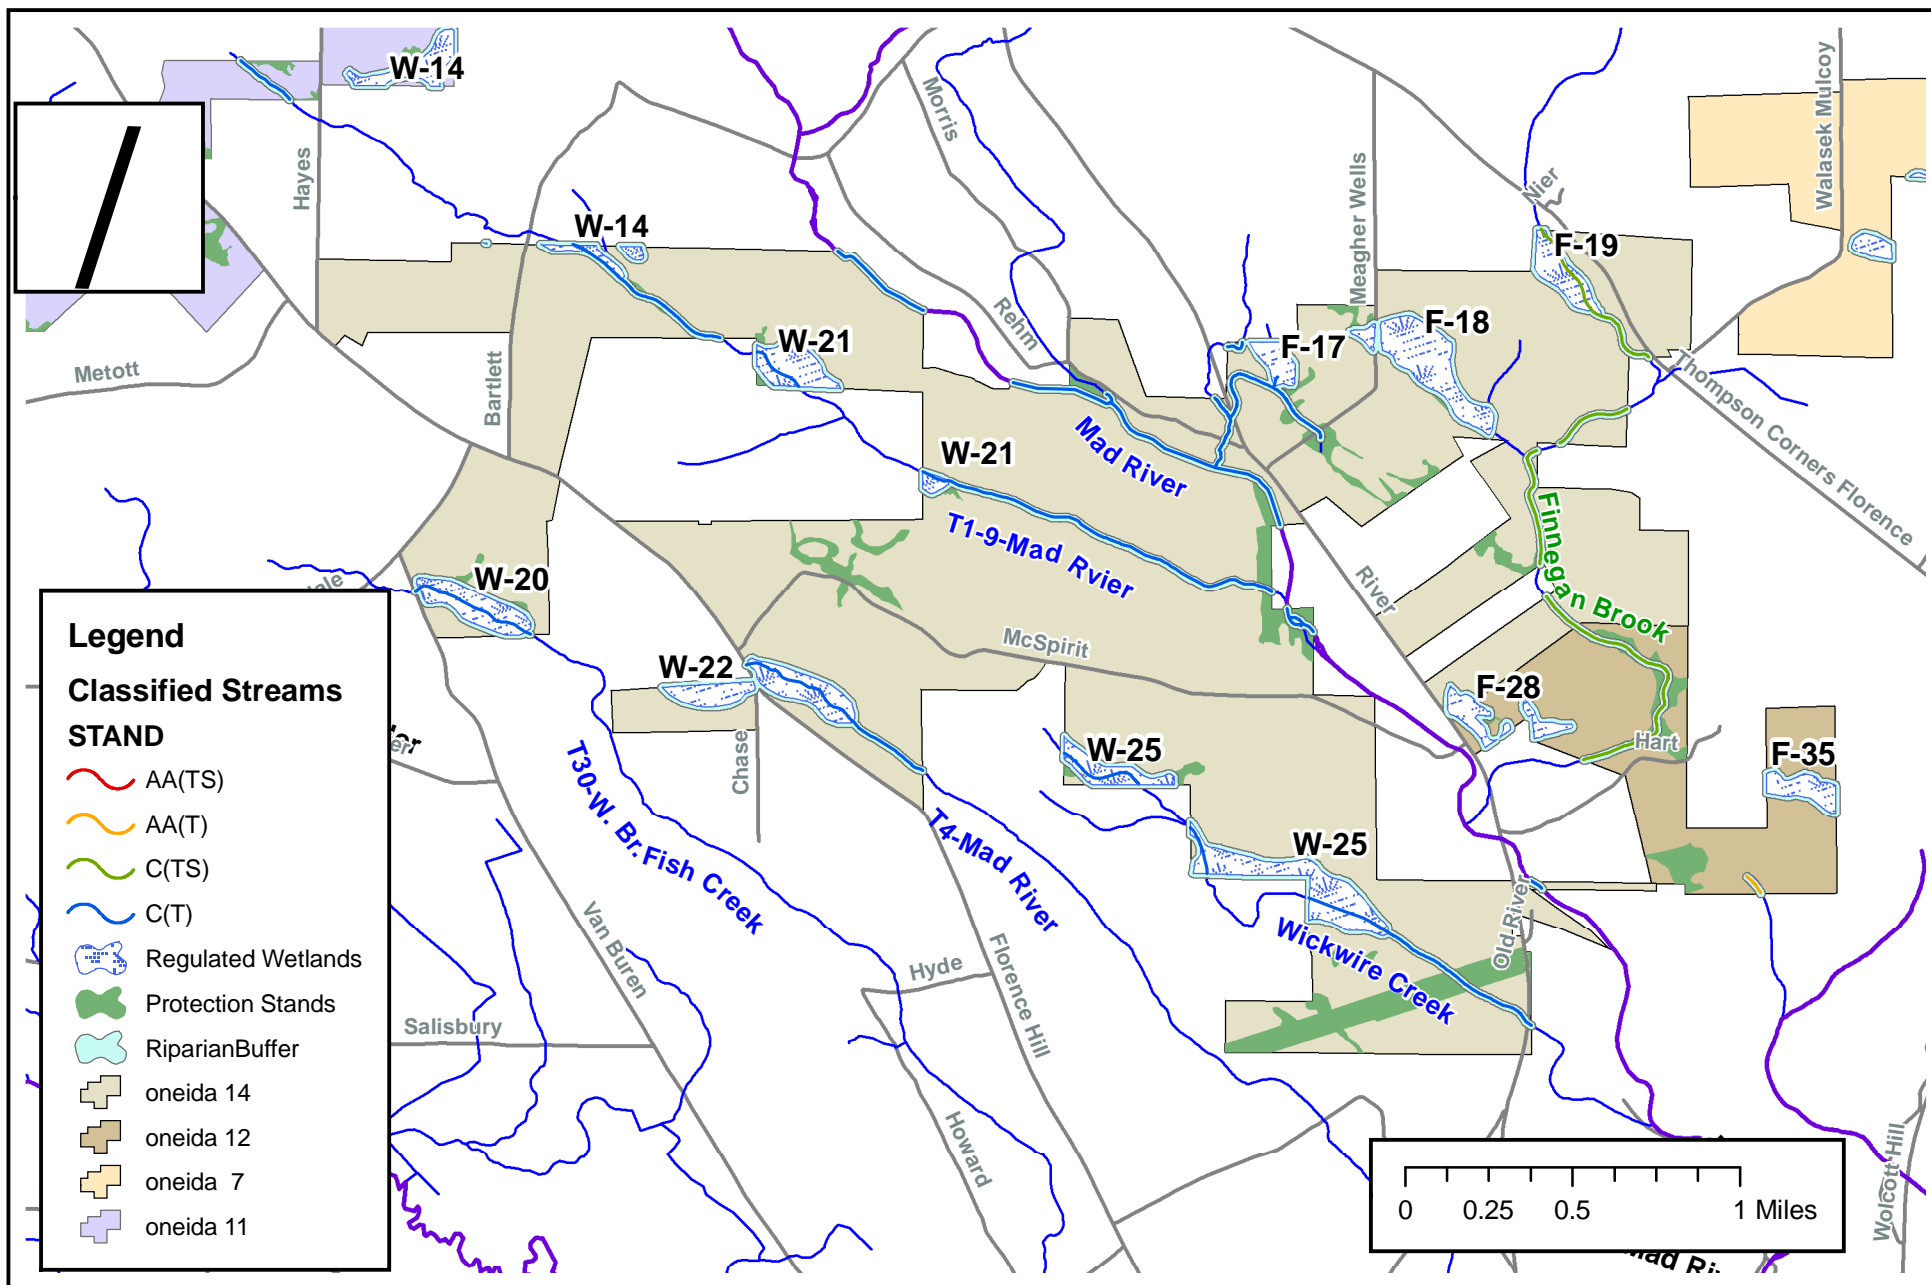 W-14
Morris
Walasek Mulcoy
Hayes
Meagher Wells
Nier
W-14
F-19
Rehm
F-18
W-21
F-17
Metott
Bartlett
Thompson Corners Florence
Mad River
W-21
T1-9-Mad Rvier
Finnegan Brook
River
W-20
McSpirit
W-22
F-28
Hart
Chase
W-25
F-35
T30-W. Br. Fish Creek
T4-Mad River
W-25
Old River
Van Buren
Wickwire Creek
Hyde
Florence Hill
Salisbury
Howard
Wolcott Hill
Legend
Classified Streams
STAND
AA(TS)
AA(T)
C(TS)
C(T)
Regulated Wetlands
Protection Stands
RiparianBuffer
oneida 14
oneida 12
oneida 7
oneida 11
0 0.25 0.5 1 Miles